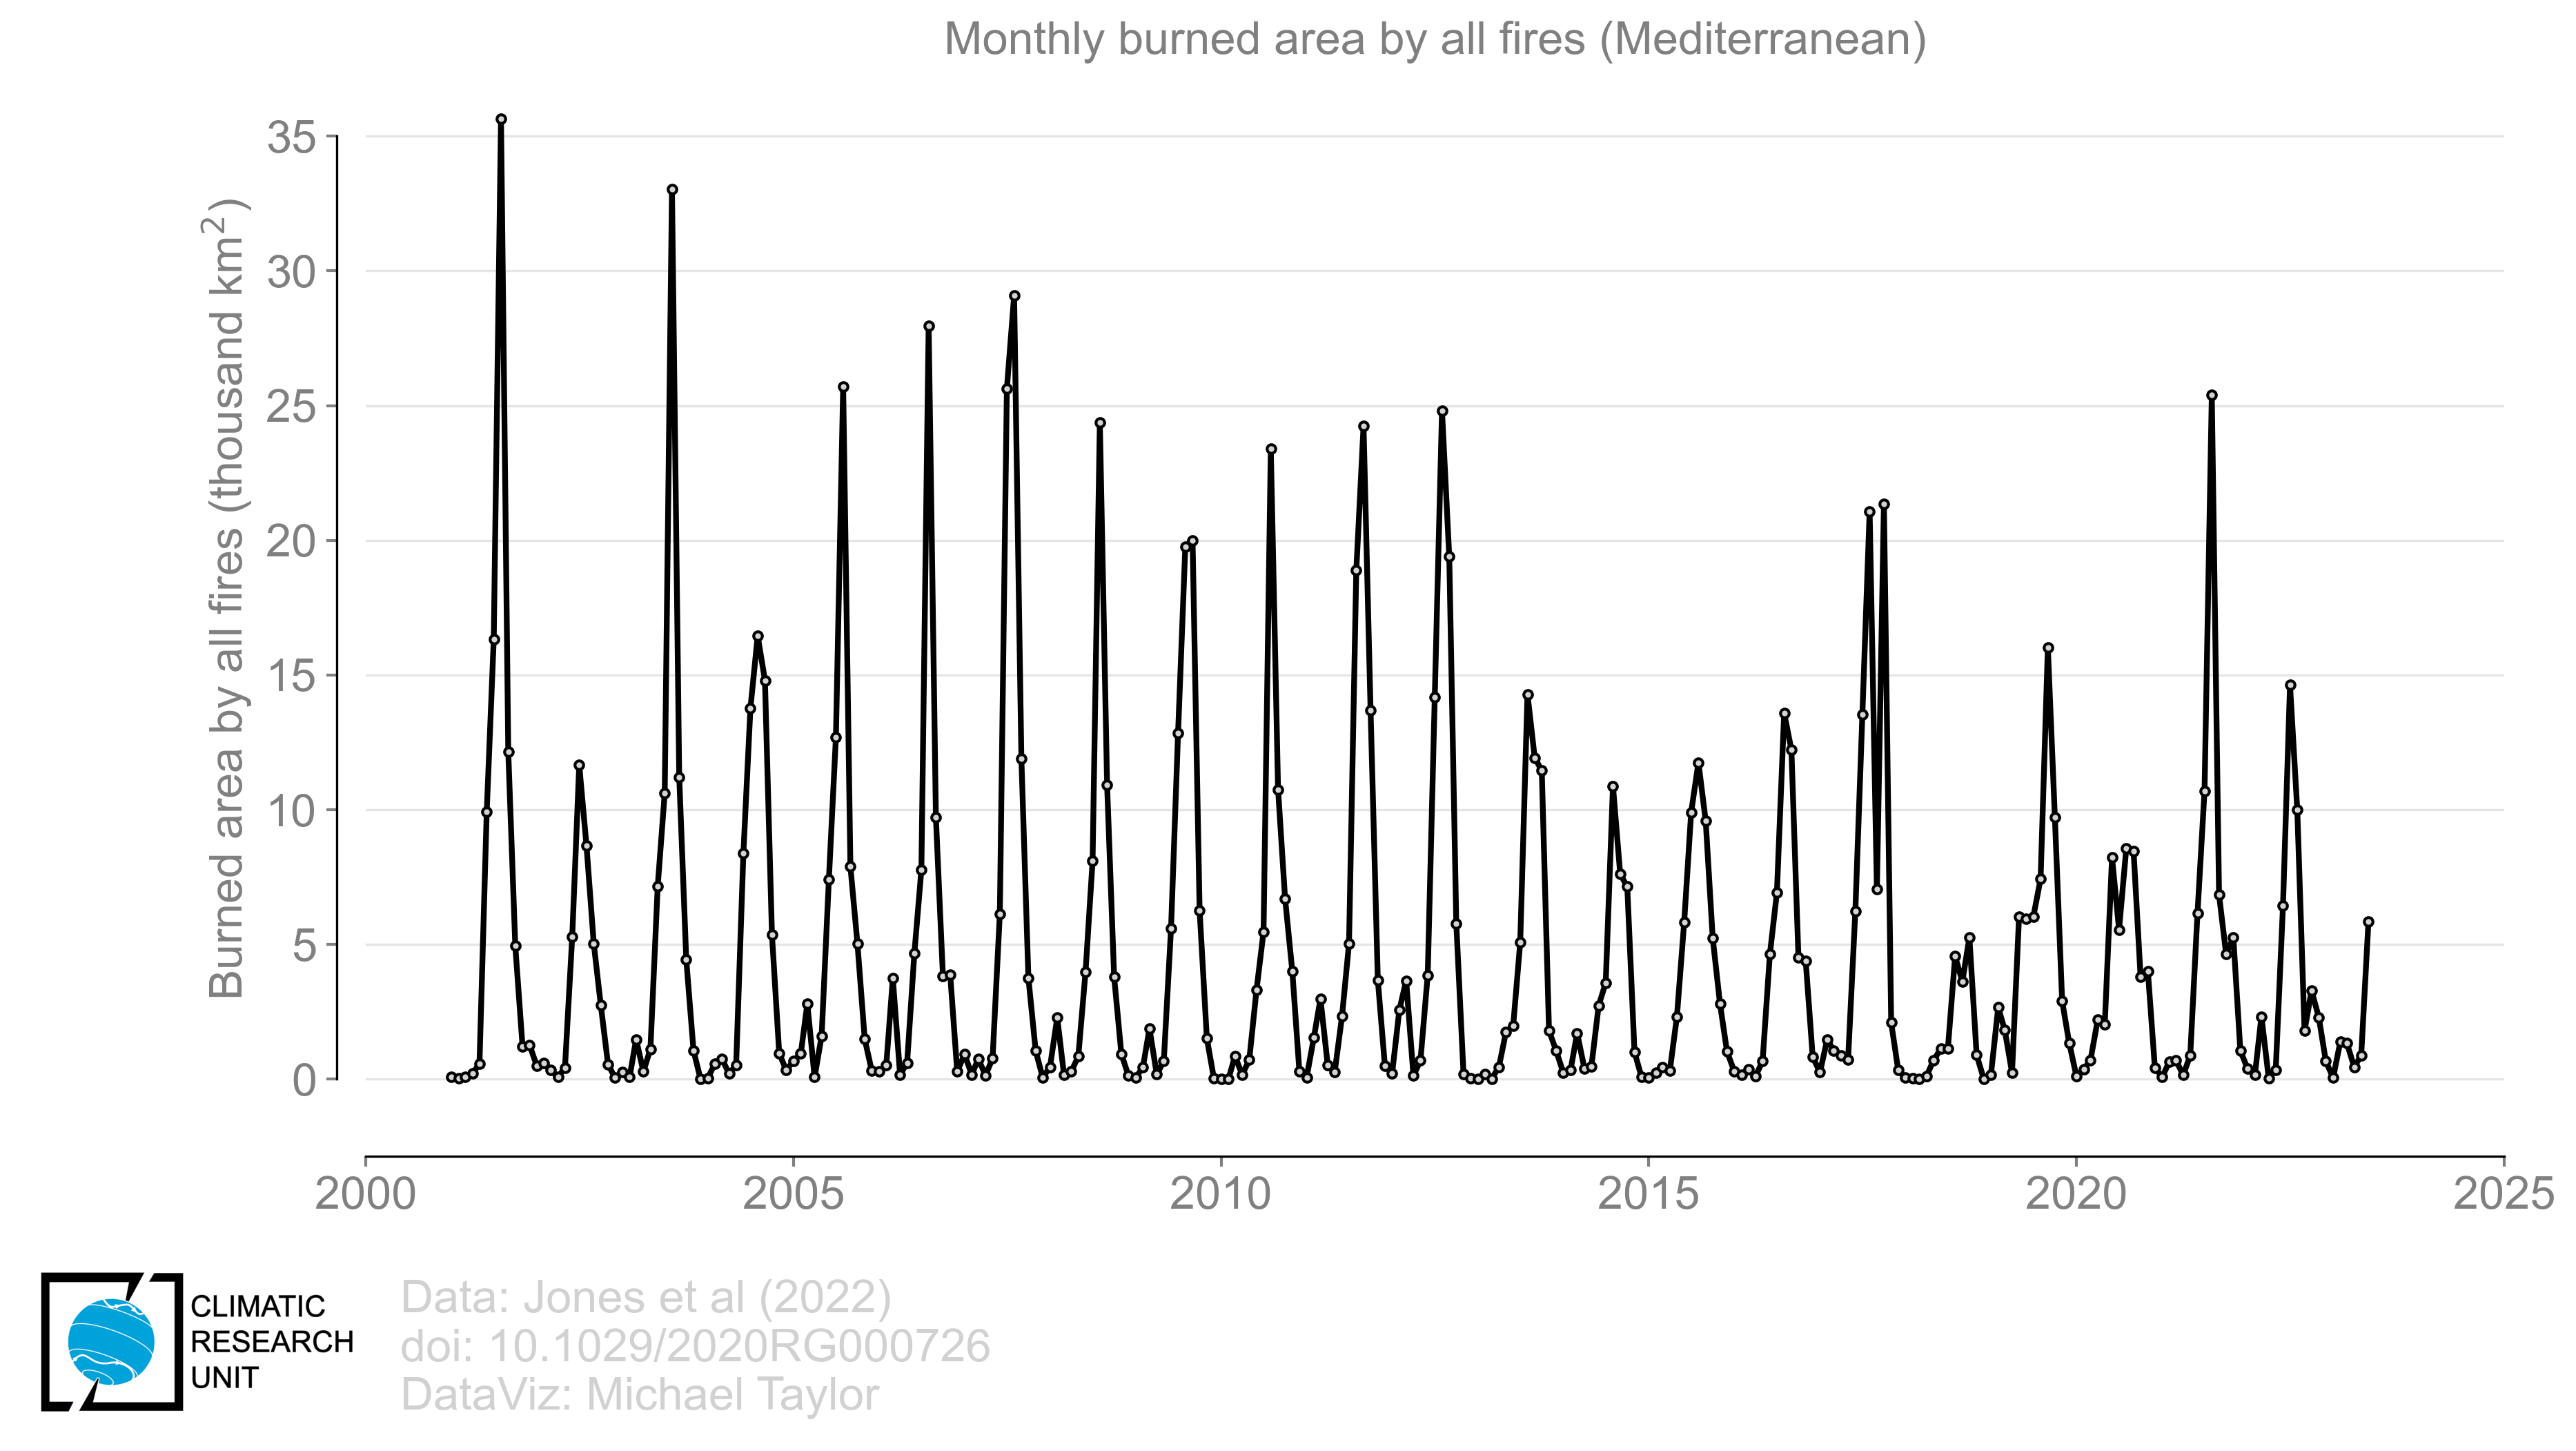 Monthly burned area by all fires (Mediterranean)
Burned area by all fires (thousand km²)
35
30
25
20
15
10
5
0
2000 2005 2010 2015 2020 2025
CLIMATIC
RESEARCH
UNIT
Data: Jones et al (2022)
doi: 10.1029/2020RG000726
DataViz: Michael Taylor